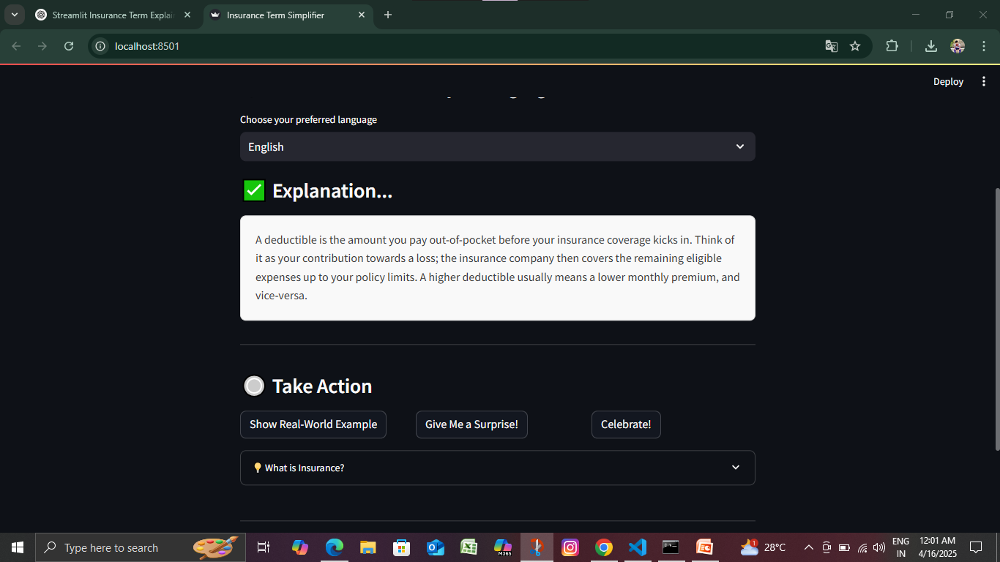 Streamlit Insurance Term Explai
Insurance Term Simplifier
localhost:8501
Deploy
Choose your preferred language
English
✅ Explanation...
A deductible is the amount you pay out-of-pocket before your insurance coverage kicks in. Think of
it as your contribution towards a loss; the insurance company then covers the remaining eligible
expenses up to your policy limits. A higher deductible usually means a lower monthly premium, and
vice-versa.
Take Action
Show Real-World Example
Give Me a Surprise!
Celebrate!
💡 What is Insurance?
Type here to search
M365
1
28°C
ENG
IN
12:01 AM
4/16/2025